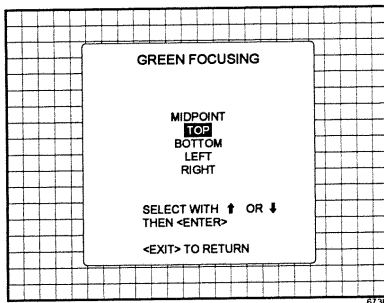 GREEN FOCUSING
MIDPOINT
TOP
BOTTOM
LEFT
RIGHT
SELECT WITH ⬆ OR ⬇
THEN <ENTER>
<EXIT> TO RETURN